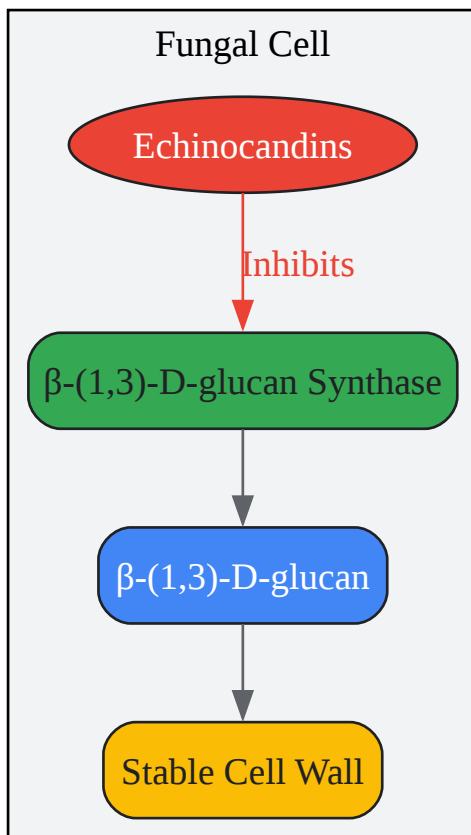 Fungal Cell
Echinocandins
Inhibits
β-(1,3)-D-glucan Synthase
β-(1,3)-D-glucan
Stable Cell Wall